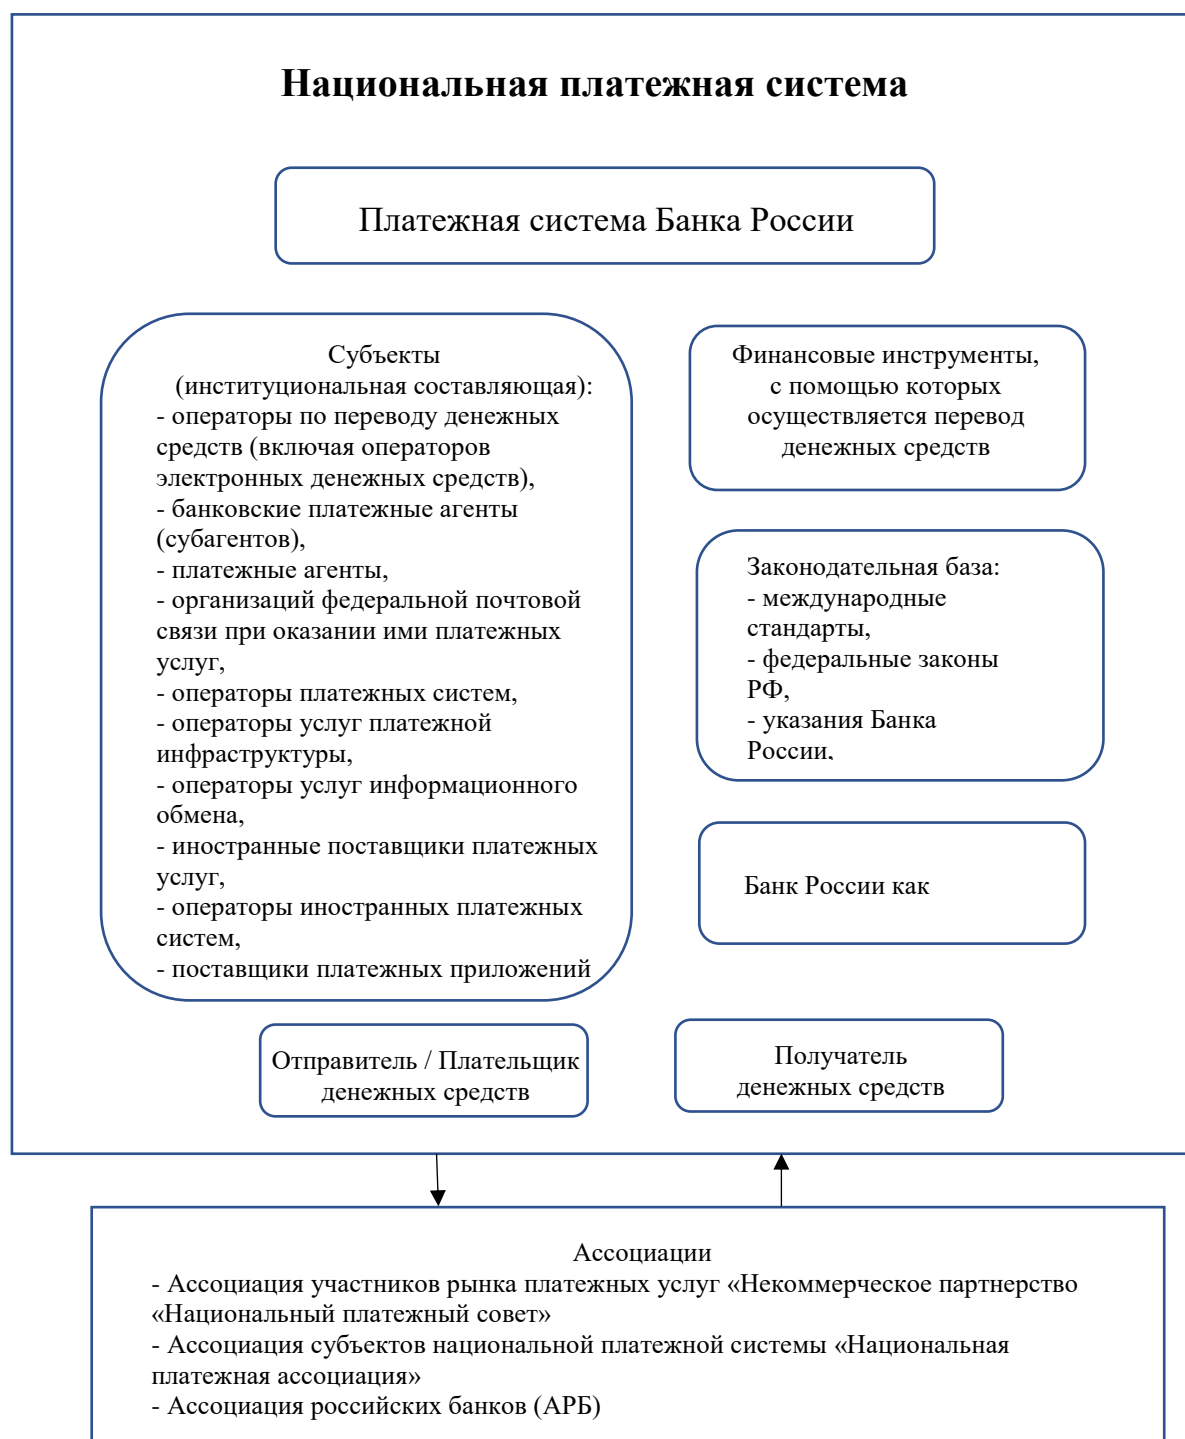 Национальная платежная система
Платежная система Банка России
Субъекты
(институциональная составляющая):
- операторы по переводу денежных
средств (включая операторов
электронных денежных средств),
- банковские платежные агенты
(субагентов),
- платежные агенты,
- организаций федеральной почтовой
связи при оказании ими платежных
услуг,
- операторы платежных систем,
- операторы услуг платежной
инфраструктуры,
- операторы услуг информационного
обмена,
- иностранные поставщики платежных
услуг,
- операторы иностранных платежных
систем,
- поставщики платежных приложений
Финансовые инструменты,
с помощью которых
осуществляется перевод
денежных средств
Законодательная база:
- международные
стандарты,
- федеральные законы
РФ,
- указания Банка
России,
Банк России как
Отправитель / Плательщик
денежных средств
Получатель
денежных средств
Ассоциации
- Ассоциация участников рынка платежных услуг «Некоммерческое партнерство
«Национальный платежный совет»
- Ассоциация субъектов национальной платежной системы «Национальная
платежная ассоциация»
- Ассоциация российских банков (АРБ)